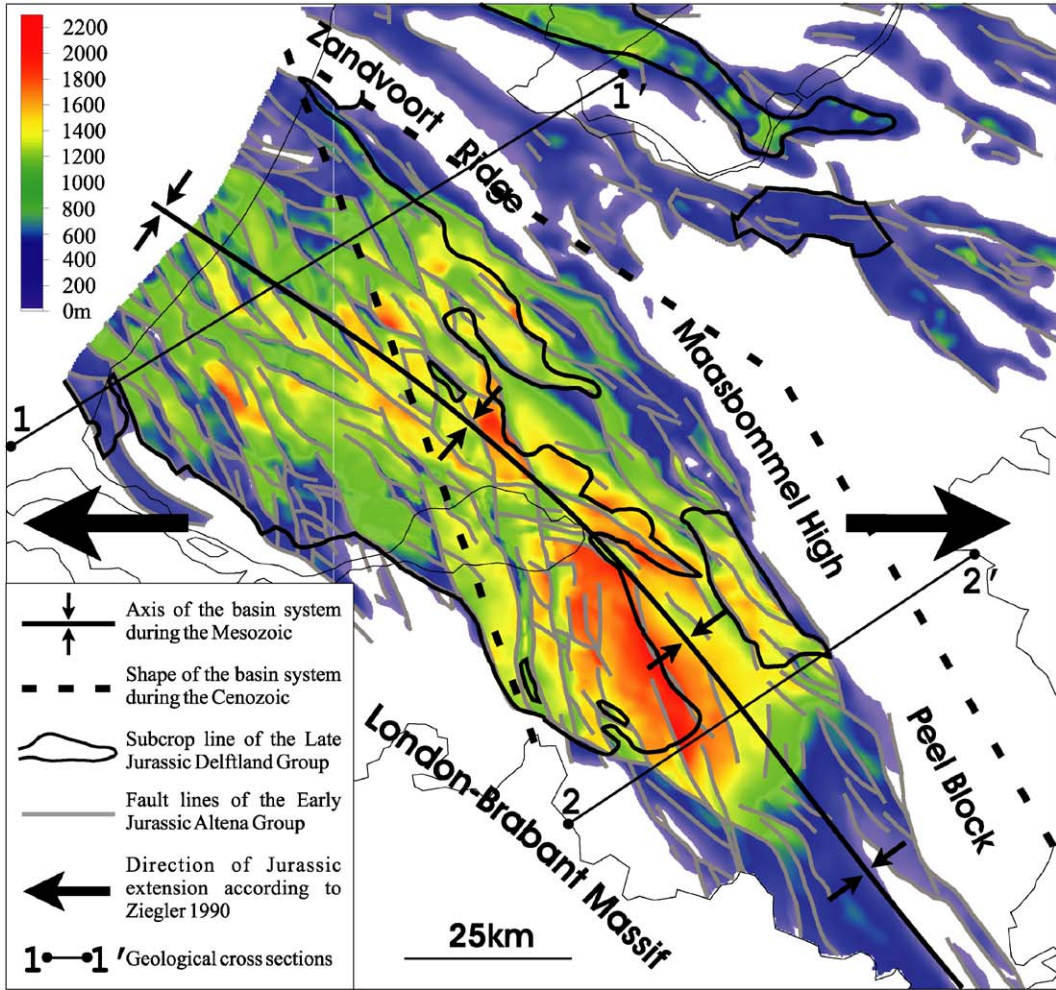 2200
2000
1800
1600
1400
1200
1000
800
600
400
200
0m
Zandvoort
Ridge
1'
1
Maasbommel High
2'
Peel Block
2
London-Brabant Massif
25km
Axis of the basin system
during the Mesozoic
Shape of the basin system
during the Cenozoic
Subcrop line of the Late
Jurassic Delftland Group
Fault lines of the Early
Jurassic Altena Group
Direction of Jurassic
extension according to
Ziegler 1990
1 1' Geological cross sections